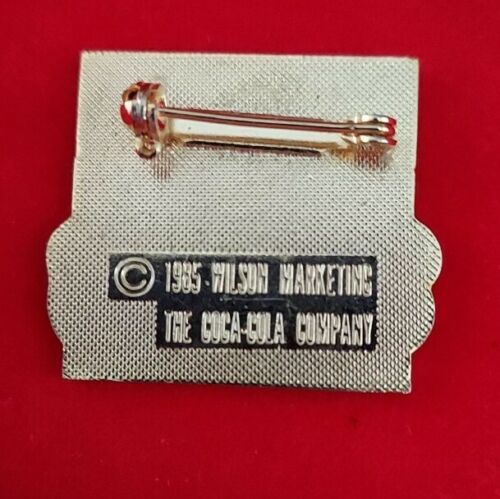 © 1985 WILSON MARKETING
THE COCA-COLA COMPANY